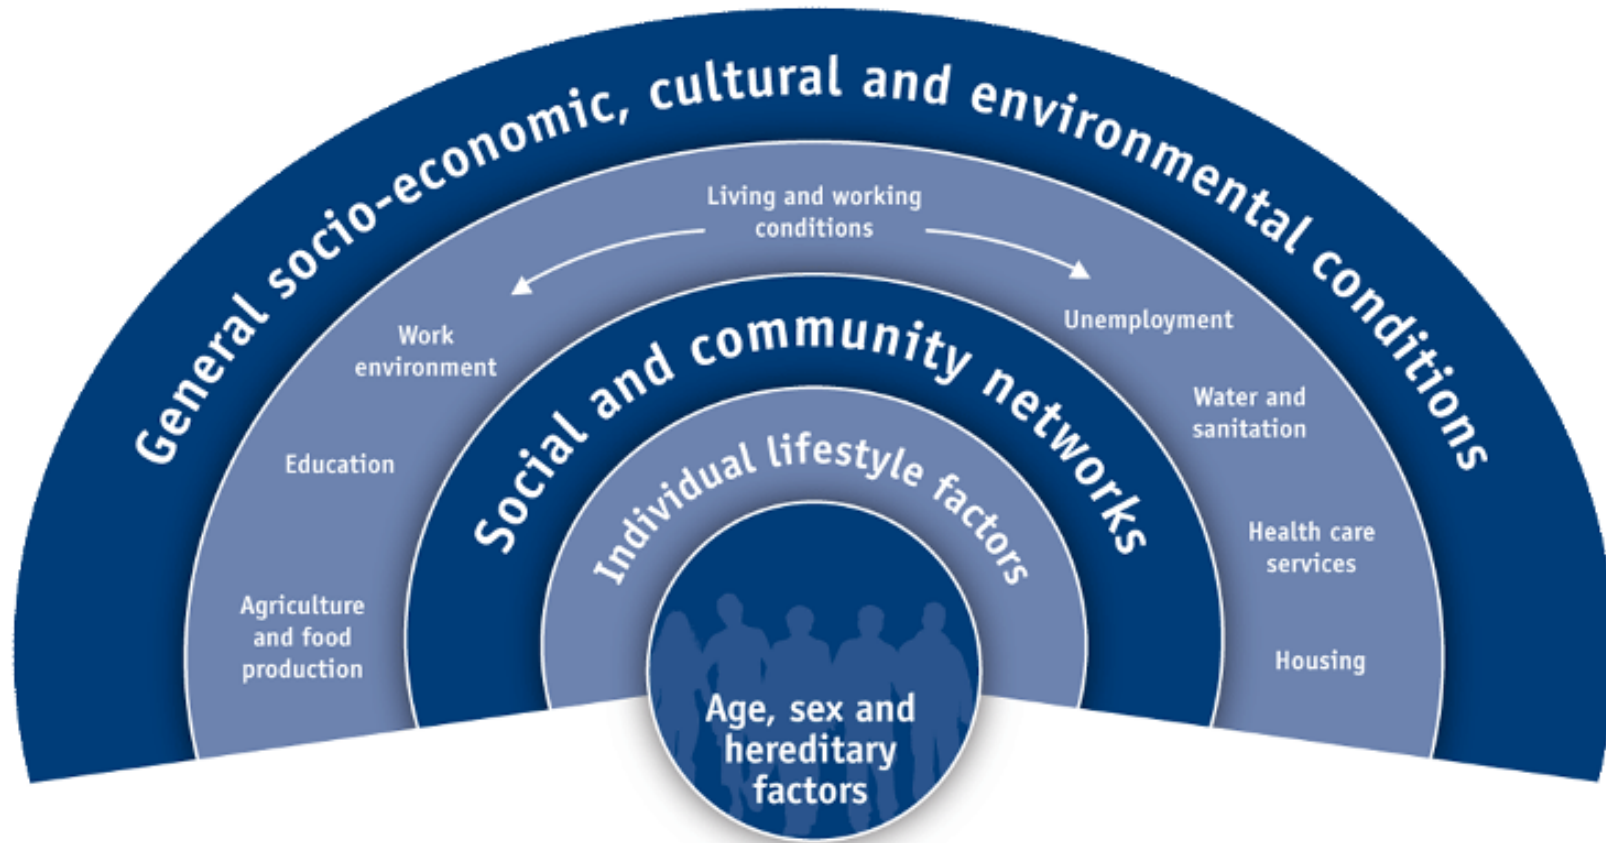 General socio-economic, cultural and environmental conditions
Living and working
conditions
Work
environment
Education
Agriculture
and food
production
Unemployment
Water and
sanitation
Health care
services
Housing
Social and community networks
Individual lifestyle factors
Age, sex and
hereditary
factors